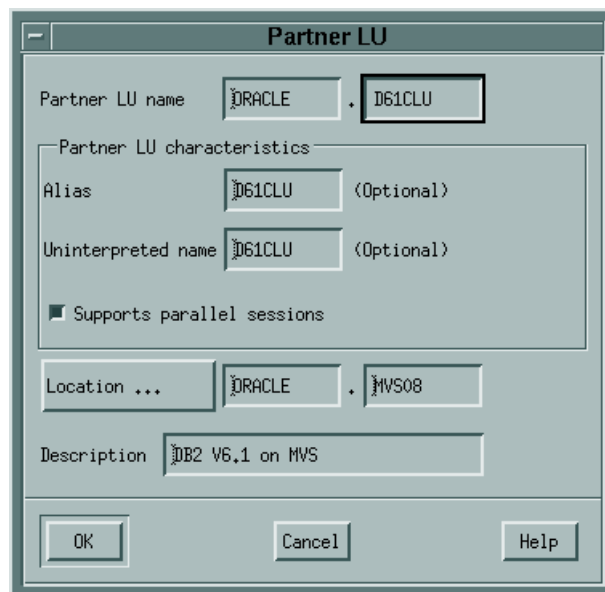 Partner LU
Partner LU name ORACLE . D61CLU
Partner LU characteristics
Alias D61CLU (Optional)
Uninterpreted name D61CLU (Optional)
Supports parallel sessions
Location ... ORACLE . MVS08
Description DB2 V6.1 on MVS
OK Cancel Help